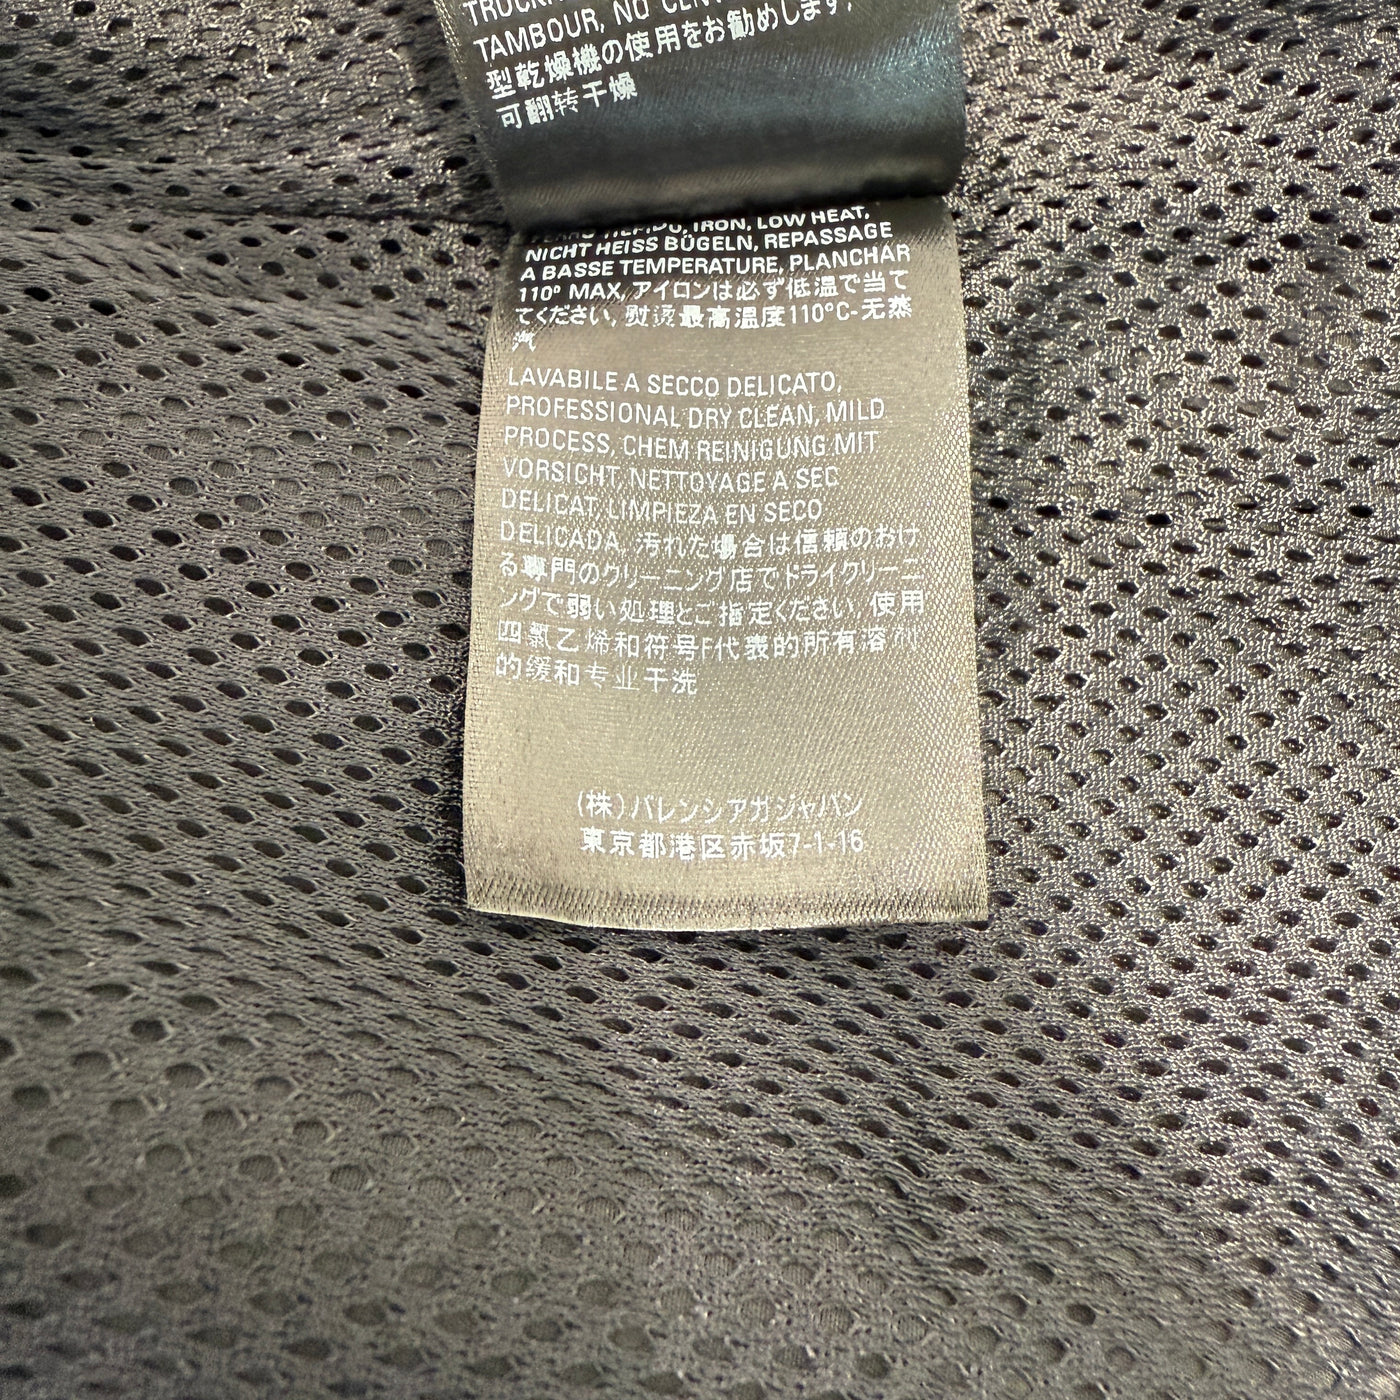 TAMBOUR, NO
型乾燥機の使用をお勧めします。
可翻转干燥
IRON, LOW HEAT,
NICHT HEISS BÜGELN, REPASSAGE
A BASSE TEMPERATURE, PLANCHAR
110º MAX, アイロンは必ず低温で当て
てください, 熨烫最高温度110ºC-无蒸
汽
LAVABILE A SECCO DELICATO,
PROFESSIONAL DRY CLEAN, MILD
PROCESS, CHEM REINIGUNG MIT
VORSICHT, NETTOYAGE A SEC
DELICAT, LIMPIEZA EN SECO
DELICADA, 汚れた場合は信頼のおけ
る専門のクリーニング店でドライクリーニ
ングで弱い処理とご指定ください, 使用
四氯乙烯和符号F代表的所有溶剂
的缓和专业干洗
(株)バレンシアガジャパン
東京都港区赤坂7-1-16